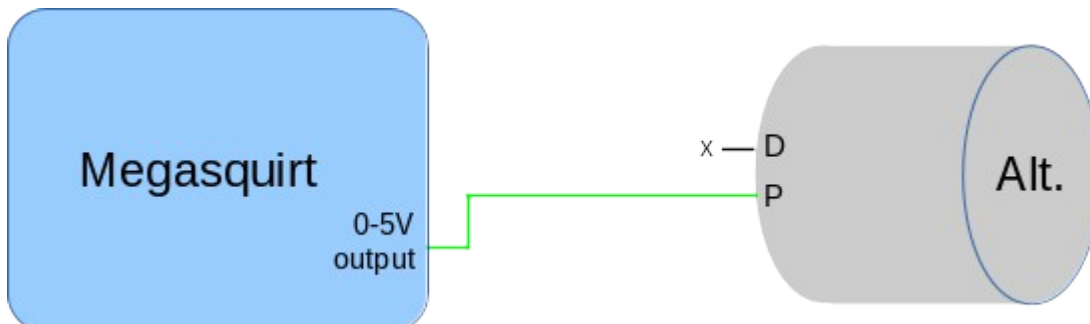 Megasquirt
0-5V
output
x
D
P
Alt.